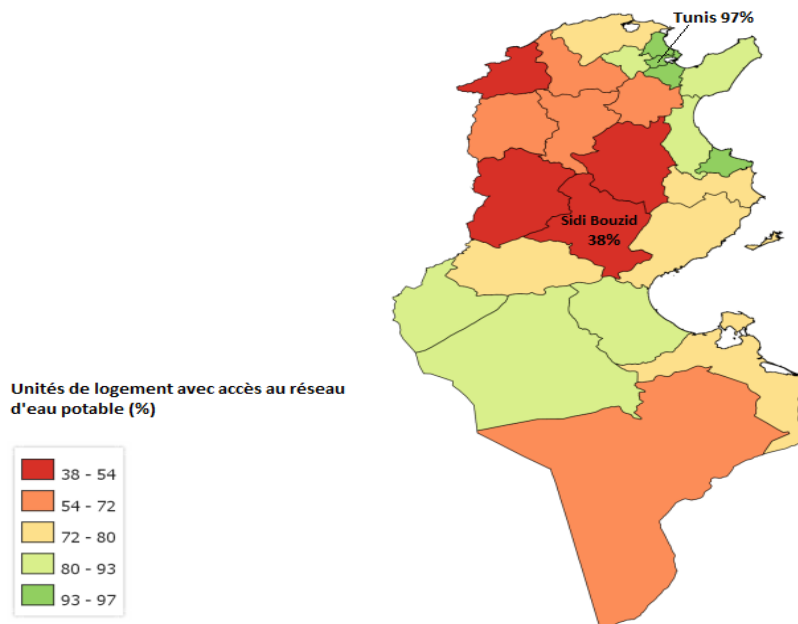 Tunis 97%
Sidi Bouzid
38%
Unités de logement avec accès au réseau
d'eau potable (%)
38 - 54
54 - 72
72 - 80
80 - 93
93 - 97